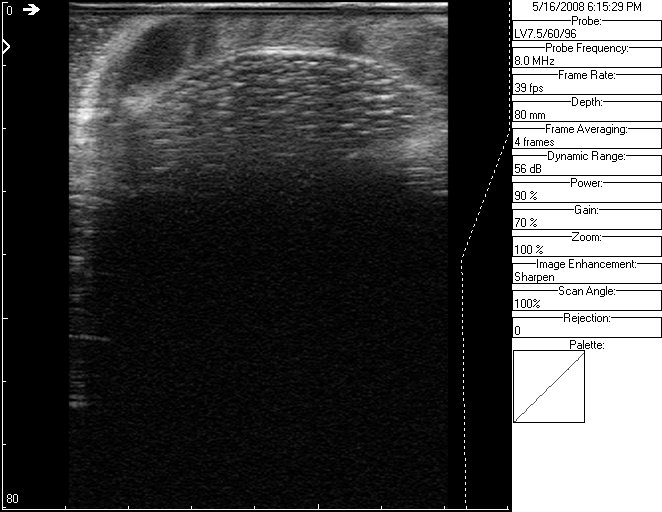 0
80
5/16/2008 6:15:29 PM
Probe:
LV7.5/60/96
Probe Frequency:
8.0 MHz
Frame Rate:
39 fps
Depth:
80 mm
Frame Averaging:
4 frames
Dynamic Range:
56 dB
Power:
90 %
Gain:
70 %
Zoom:
100 %
Image Enhancement:
Sharpen
Scan Angle:
100%
Rejection:
0
Palette: